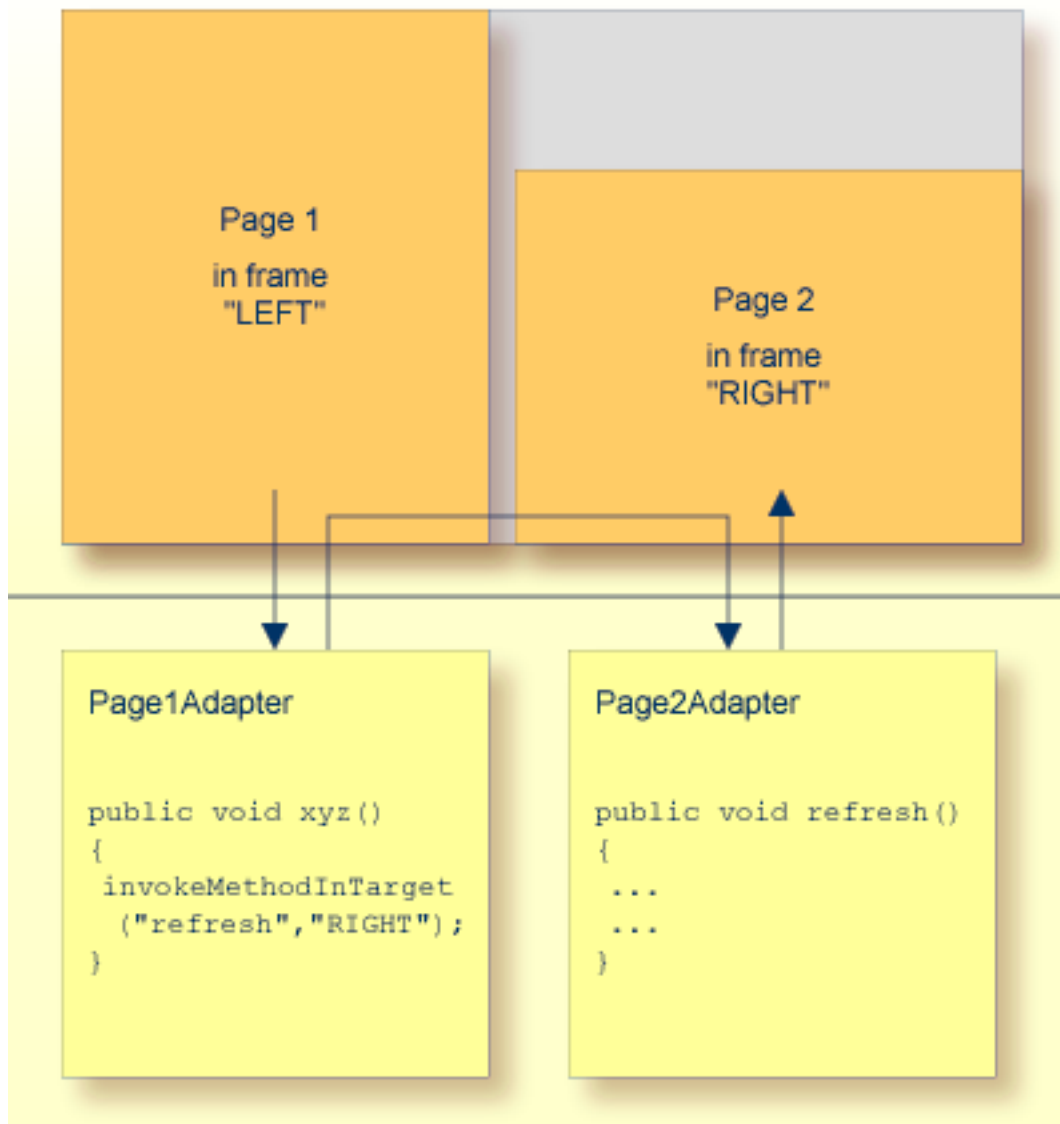 Page 1
in frame
"LEFT"
Page 2
in frame
"RIGHT"
Page1Adapter
public void xyz()
{
invokeMethodInTarget
("refresh","RIGHT");
}
Page2Adapter
public void refresh()
{
...
...
}